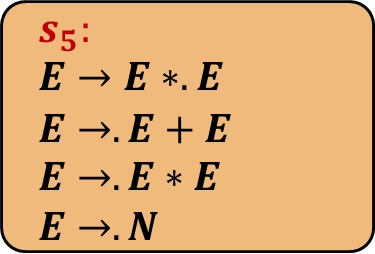 s₅:
E → E *. E
E →. E + E
E →. E * E
E →. N